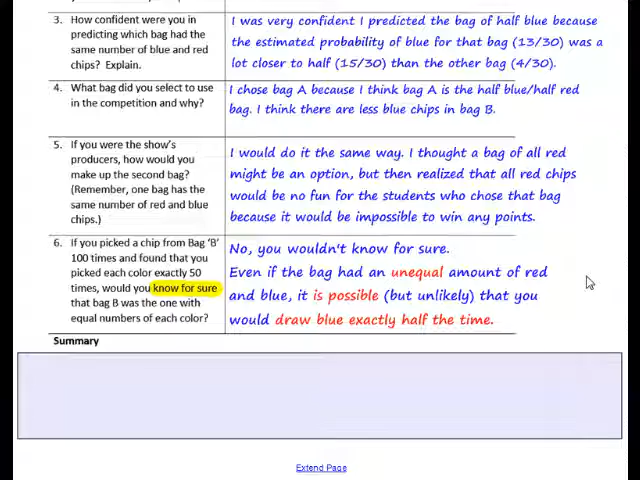 3. How confident were you in
predicting which bag had the
same number of blue and red
chips? Explain.
I was very confident I predicted the bag of half blue because
the estimated probability of blue for that bag (13/30) was a
lot closer to half (15/30) than the other bag (4/30).
4. What bag did you select to use
in the competition and why?
I chose bag A because I think bag A is the half blue/half red
bag. I think there are less blue chips in bag B.
5. If you were the show's
producers, how would you
make up the second bag?
(Remember, one bag has the
same number of red and blue
chips.)
I would do it the same way. I thought a bag of all red
might be an option, but then realized that all red chips
would be no fun for the students who chose that bag
because it would be impossible to win any points.
6. If you picked a chip from Bag 'B'
100 times and found that you
picked each color exactly 50
times, would you know for sure
that bag B was the one with
equal numbers of each color?
No, you wouldn't know for sure.
Even if the bag had an unequal amount of red
and blue, it is possible (but unlikely) that you
would draw blue exactly half the time.
Summary
Extend Page